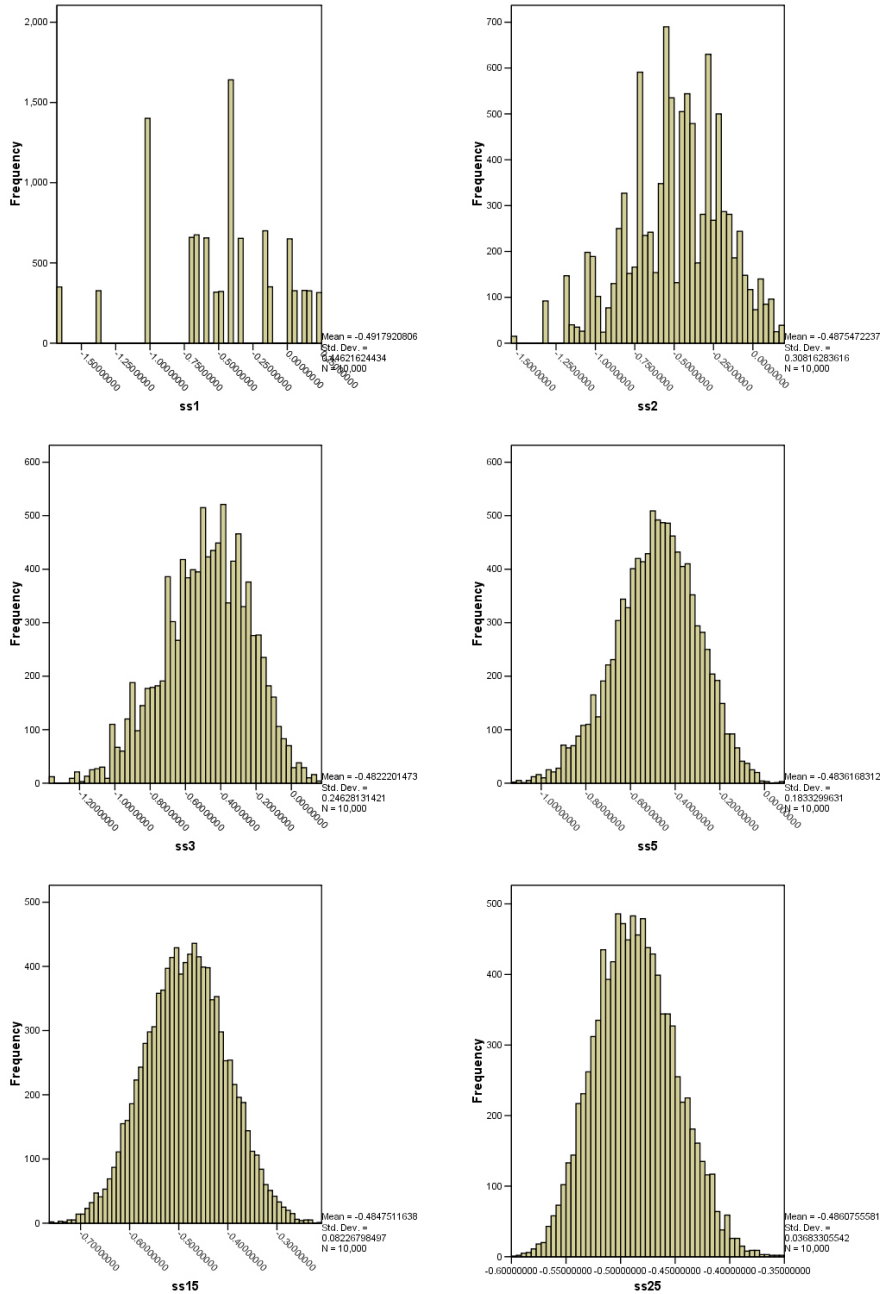 2,000
1,500
1,000
500
0
Frequency
-1.50000000
-1.25000000
-1.00000000
-0.75000000
-0.50000000
-0.25000000
0.00000000
Mean = -0.4917920806
Std. Dev. =
N = 10,000
ss1
700
600
500
400
300
200
100
0
Frequency
-1.50000000
-1.25000000
-1.00000000
-0.75000000
-0.50000000
-0.25000000
0.00000000
Mean = -0.4875472237
Std. Dev. =
0.30816283616
N = 10,000
ss2
600
500
400
300
200
100
0
Frequency
-1.20000000
-1.00000000
-0.80000000
-0.60000000
-0.40000000
-0.20000000
0.00000000
Mean = -0.4822201473
Std. Dev. =
0.24628131421
N = 10,000
ss3
600
500
400
300
200
100
0
Frequency
-1.00000000
-0.80000000
-0.60000000
-0.40000000
-0.20000000
0.00000000
Mean = -0.4836168312
Std. Dev. =
0.1833299631
N = 10,000
ss5
500
400
300
200
100
0
Frequency
-0.70000000
-0.60000000
-0.50000000
-0.40000000
-0.30000000
Mean = -0.4847511638
Std. Dev. =
0.08226798497
N = 10,000
ss15
500
400
300
200
100
0
Frequency
-0.60000000 -0.55000000 -0.50000000 -0.45000000 -0.40000000 -0.35000000
Mean = -0.4860755581
Std. Dev. =
0.03683305542
N = 10,000
ss25